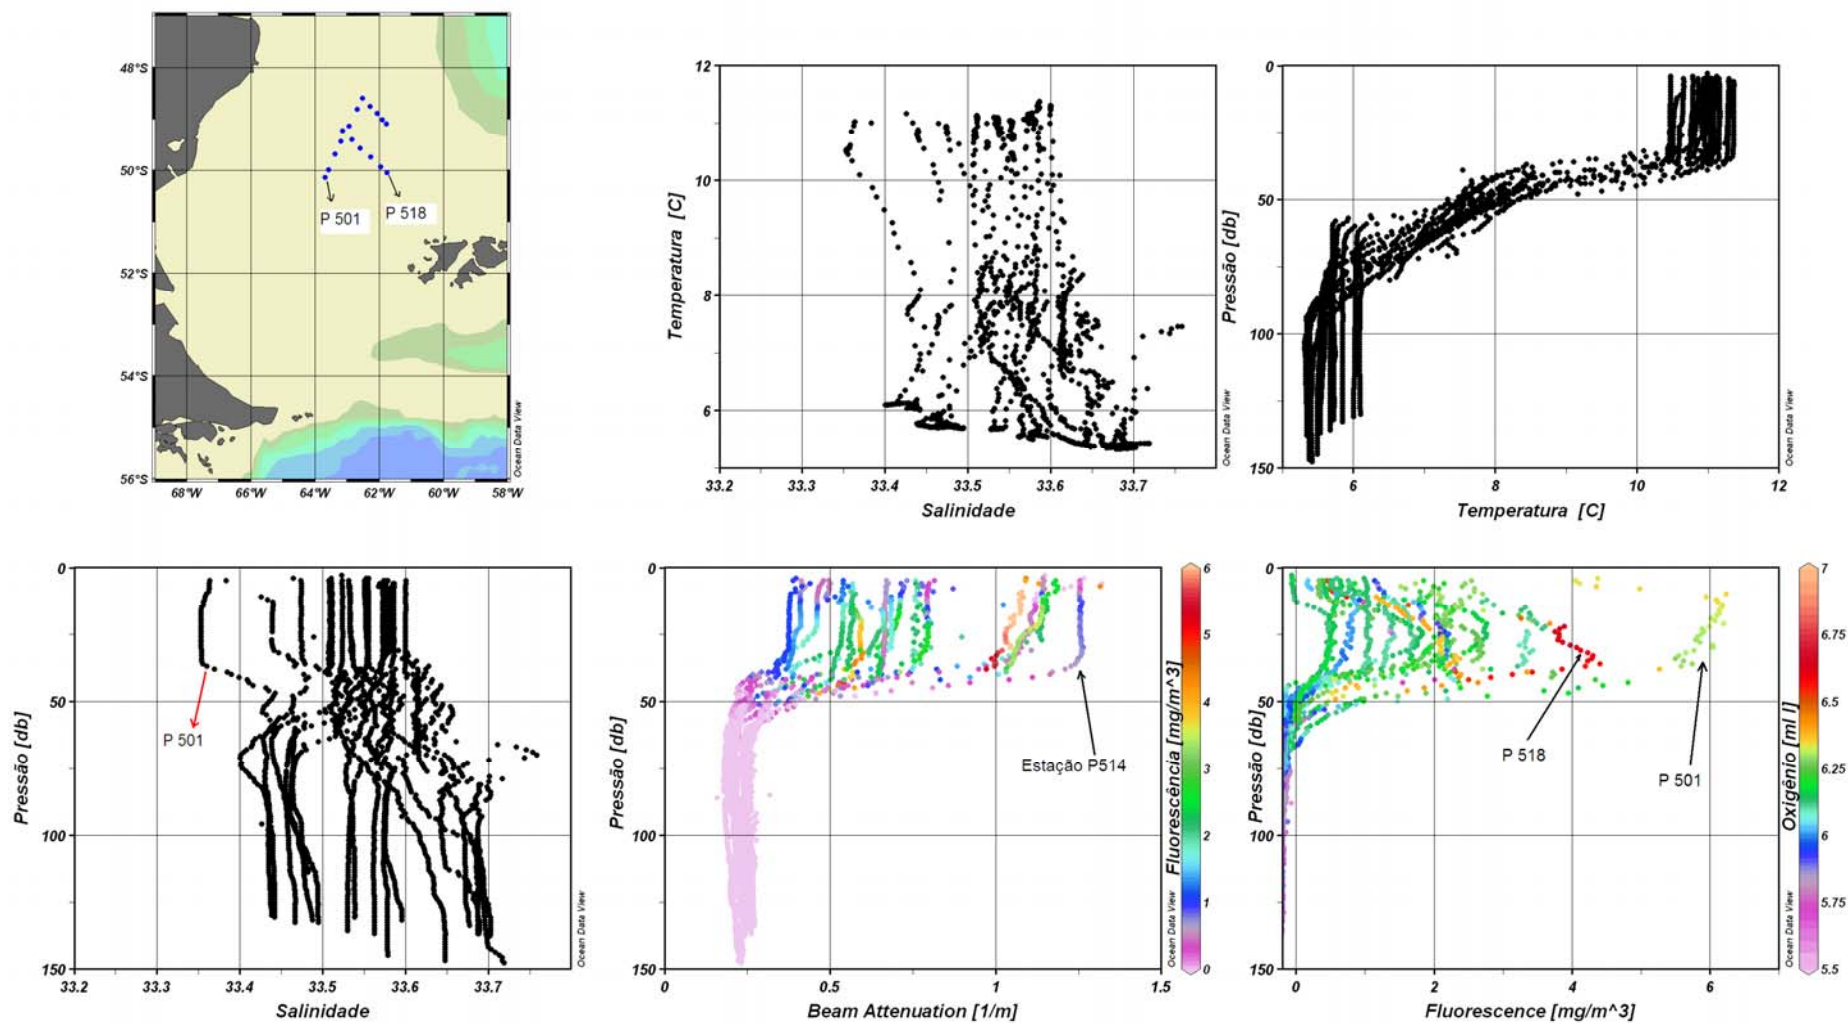 48°S
50°S
52°S
54°S
56°S
68°W 66°W 64°W 62°W 60°W 58°W
P 501
P 518
Ocean Data View
12
10
8
6
Temperatura [C]
33.2 33.3 33.4 33.5 33.6 33.7
Salinidade
Ocean Data View
0
50
100
150
Pressão [db]
6 8 10 12
Temperatura [C]
Ocean Data View
0
50
100
150
Pressão [db]
P 501
33.2 33.3 33.4 33.5 33.6 33.7
Salinidade
Ocean Data View
0
50
100
150
Pressão [db]
Estação P514
0 0.5 1 1.5
Beam Attenuation [1/m]
Ocean Data View
Fluorescência [mg/m^3]
6
5
4
3
2
1
0
0
50
100
150
Pressão [db]
P 518
P 501
0 2 4 6
Fluorescence [mg/m^3]
Ocean Data View
Oxigênio [ml l]
7
6.75
6.5
6.25
6
5.75
5.5